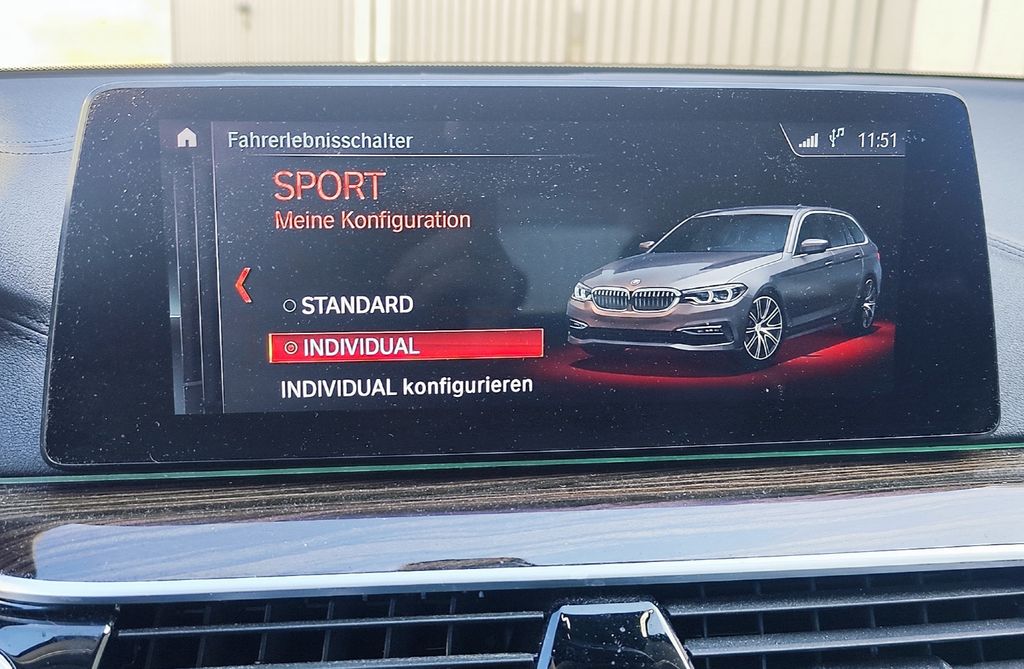 Fahrerlebnisschalter
11:51
SPORT
Meine Konfiguration
STANDARD
INDIVIDUAL
INDIVIDUAL konfigurieren